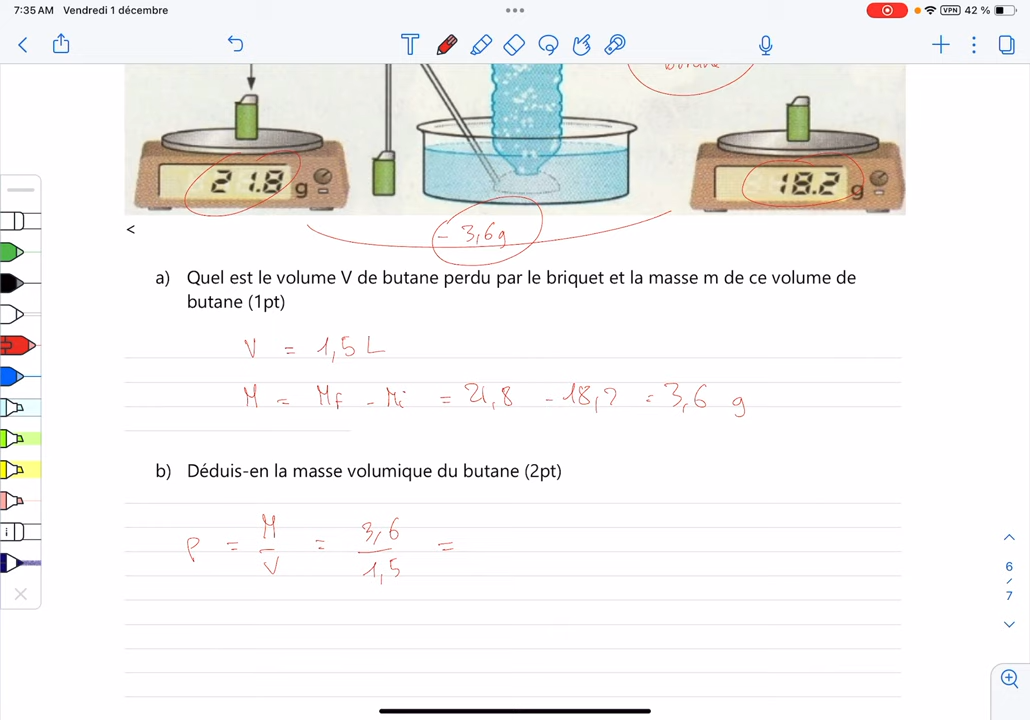 7:35 AM Vendredi 1 décembre
VPN 42 %
T
21.8 g
18.2 g
- 3,6g
<
a) Quel est le volume V de butane perdu par le briquet et la masse m de ce volume de
butane (1pt)
V = 1,5 L
M = Mf - Mi = 21,8 - 18,2 = 3,6 g
b) Déduis-en la masse volumique du butane (2pt)
ρ = M/V = 3,6/1,5 =
6
/
7